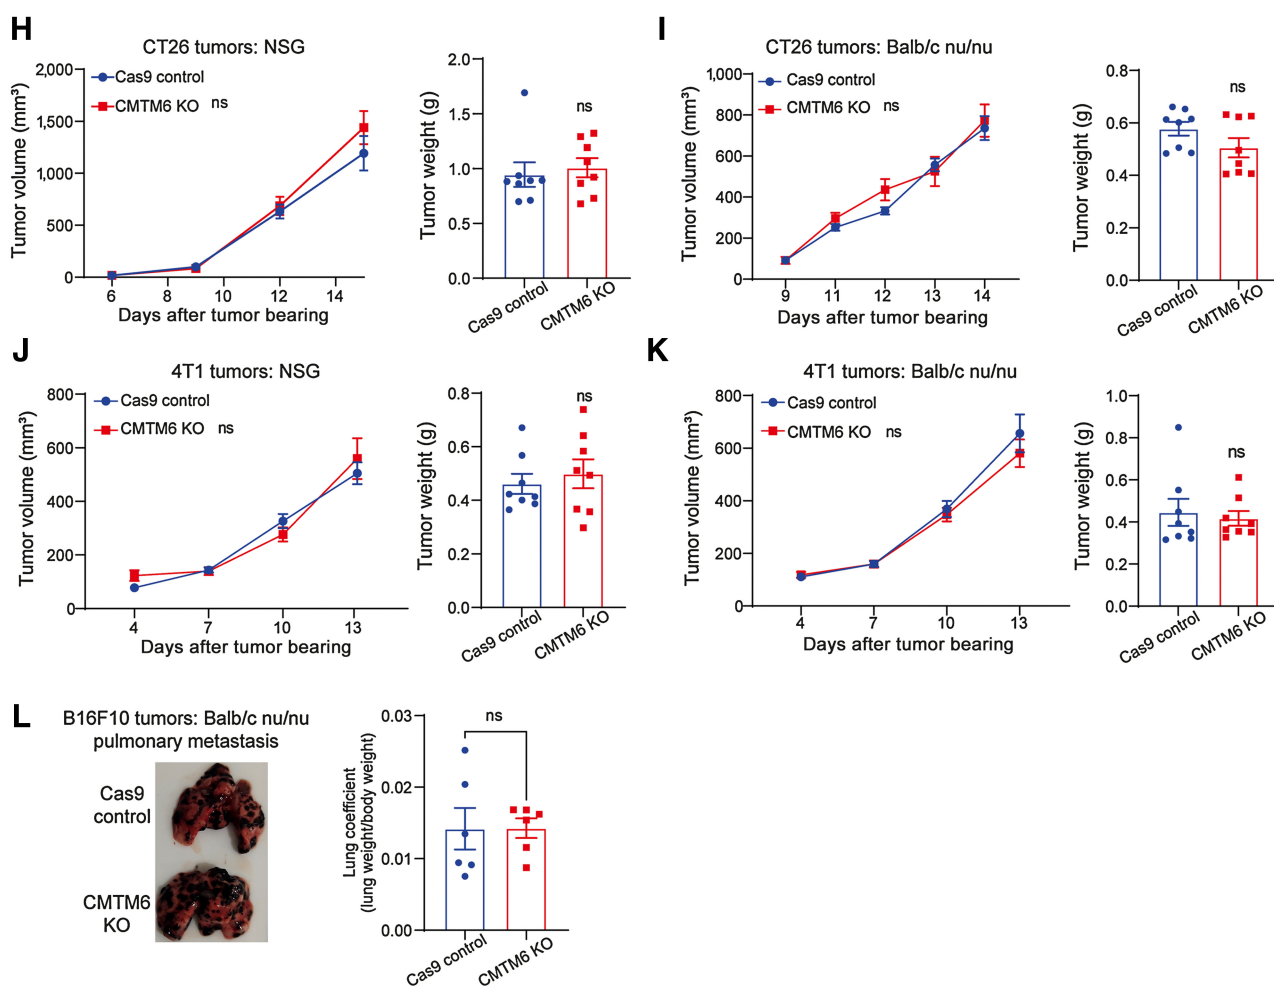 H
CT26 tumors: NSG
Tumor volume (mm³)
2,000
1,500
1,000
500
0
Cas9 control
CMTM6 KO ns
6 8 10 12 14
Days after tumor bearing
Tumor weight (g)
2.0
1.5
1.0
0.5
0.0
ns
Cas9 control
CMTM6 KO
I
CT26 tumors: Balb/c nu/nu
Tumor volume (mm³)
1,000
800
600
400
200
0
Cas9 control
CMTM6 KO ns
9 11 12 13 14
Days after tumor bearing
Tumor weight (g)
0.8
0.6
0.4
0.2
0.0
ns
Cas9 control
CMTM6 KO
J
4T1 tumors: NSG
Tumor volume (mm³)
800
600
400
200
0
Cas9 control
CMTM6 KO ns
4 7 10 13
Days after tumor bearing
Tumor weight (g)
0.8
0.6
0.4
0.2
0.0
ns
Cas9 control
CMTM6 KO
K
4T1 tumors: Balb/c nu/nu
Tumor volume (mm³)
800
600
400
200
0
Cas9 control
CMTM6 KO ns
4 7 10 13
Days after tumor bearing
Tumor weight (g)
1.0
0.8
0.6
0.4
0.2
0.0
ns
Cas9 control
CMTM6 KO
L
B16F10 tumors: Balb/c nu/nu
pulmonary metastasis
Cas9
control
CMTM6
KO
Lung coefficient
(lung weight/body weight)
0.03
0.02
0.01
0.00
ns
Cas9 control
CMTM6 KO